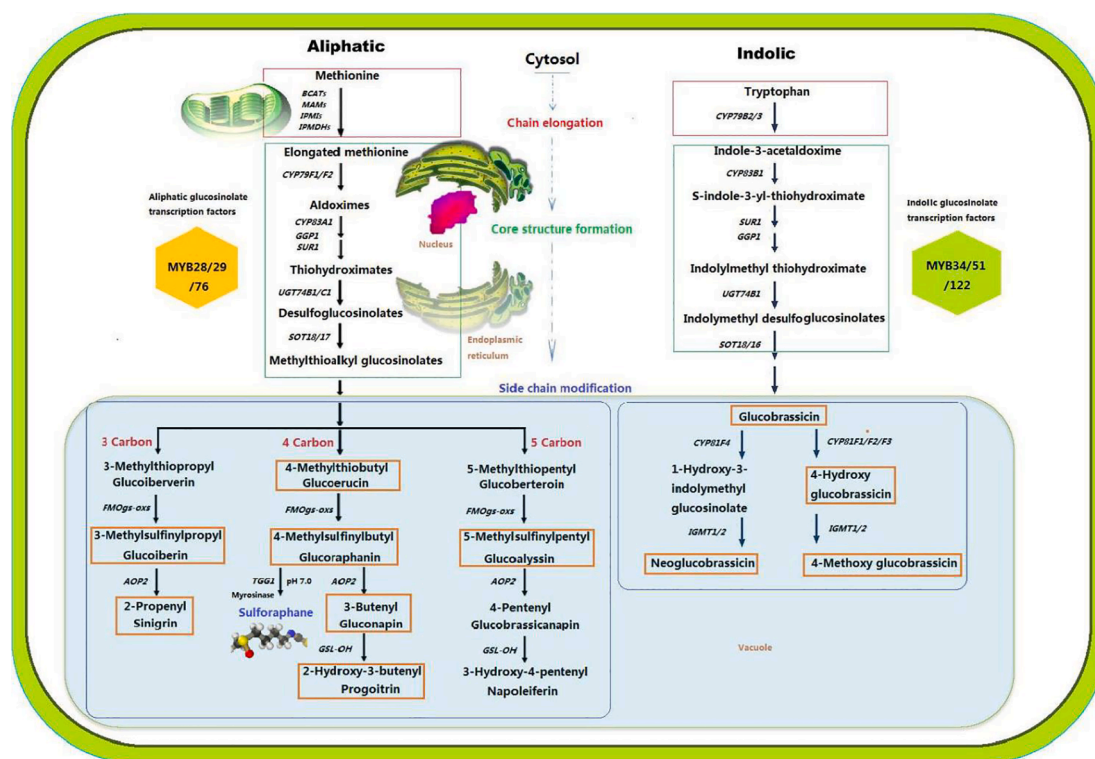 Aliphatic
Cytosol
Indolic
Methionine
BCATs
MAMs
IPMIs
IPMDHs
Chain elongation
Tryptophan
CYP79B2/3
Elongated methionine
CYP79F1/F2
Aldoximes
CYP83A1
GGP1
SUR1
Thiohydroximates
UGT74B1/C1
Desulfoglucosinolates
SOT18/17
Methylthioalkyl glucosinolates
Aliphatic glucosinolate
transcription factors
MYB28/29
/76
Nucleus
Core structure formation
Endoplasmic
reticulum
Side chain modification
Indole-3-acetaldoxime
CYP83B1
S-indole-3-yl-thiohydroximate
SUR1
GGP1
Indolylmethyl thiohydroximate
UGT74B1
Indolymethyl desulfoglucosinolates
SOT18/16
Indolic glucosinolate
transcription factors
MYB34/51
/122
3 Carbon
3-Methylthiopropyl
Glucoiberverin
FMOgs-oxs
3-Methylsulfinylpropyl
Glucoiberin
AOP2
2-Propenyl
Sinigrin
4 Carbon
4-Methylthiobutyl
Glucoerucin
FMOgs-oxs
4-Methylsulfinylbutyl
Glucoraphanin
TGG1
pH 7.0
Myrosinase
Sulforaphane
AOP2
3-Butenyl
Gluconapin
GSL-OH
2-Hydroxy-3-butenyl
Progoitrin
5 Carbon
5-Methylthiopentyl
Glucoberteroin
FMOgs-oxs
5-Methylsulfinylpentyl
Glucoalyssin
AOP2
4-Pentenyl
Glucobrassicanapin
GSL-OH
3-Hydroxy-4-pentenyl
Napoleiferin
Glucobrassicin
CYP81F4
1-Hydroxy-3-
indolymethyl
glucosinolate
IGMT1/2
Neoglucobrassicin
CYP81F1/F2/F3
4-Hydroxy
glucobrassicin
IGMT1/2
4-Methoxy glucobrassicin
Vacuole